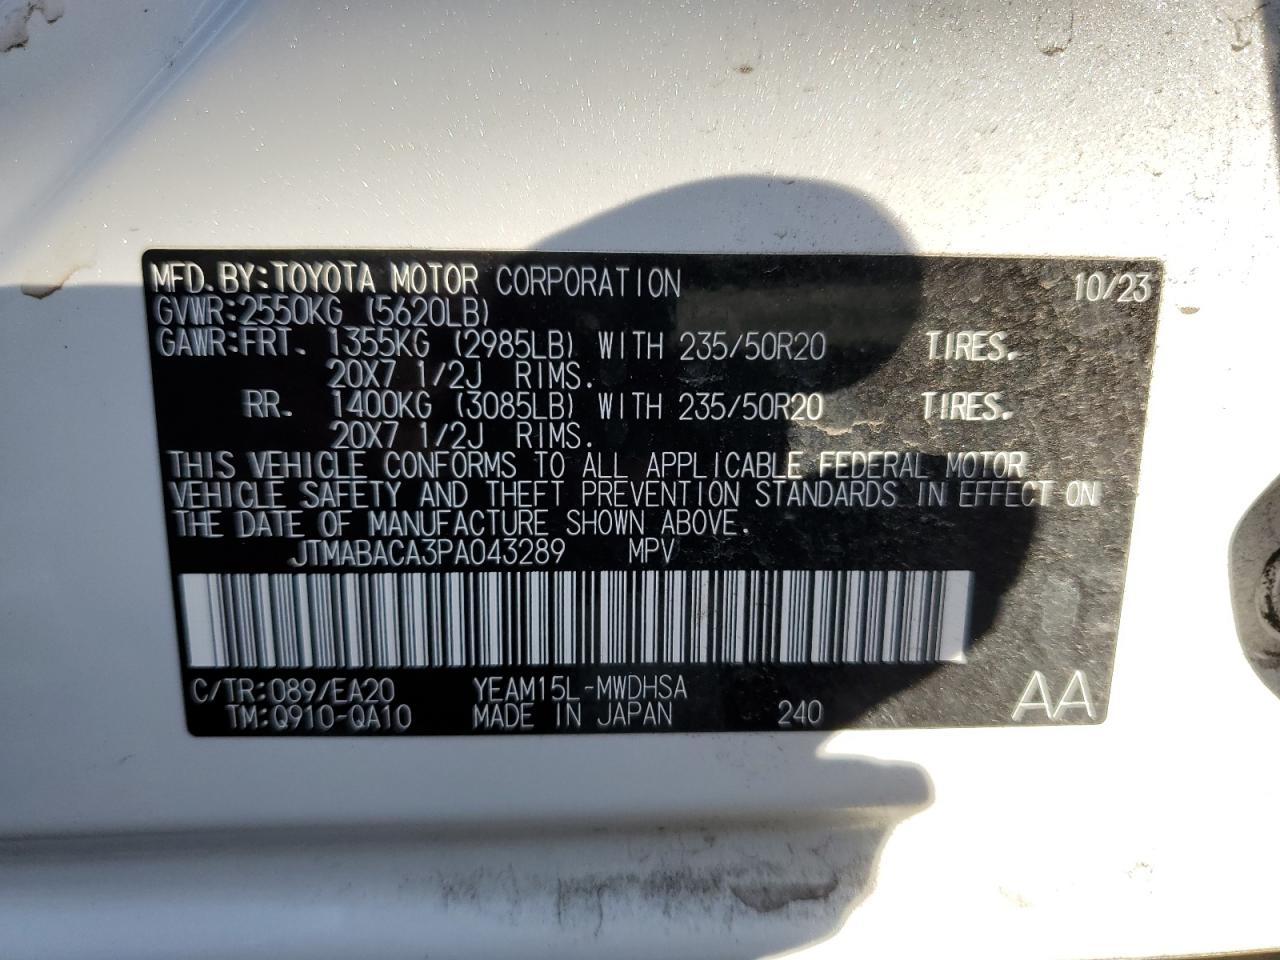 MFD. BY: TOYOTA MOTOR CORPORATION 10/23
GVWR: 2550KG (5620LB)
GAWR: FRT. 1355KG (2985LB) WITH 235/50R20 TIRES.
20X7 1/2J RIMS.
RR. 1400KG (3085LB) WITH 235/50R20 TIRES.
20X7 1/2J RIMS.
THIS VEHICLE CONFORMS TO ALL APPLICABLE FEDERAL MOTOR
VEHICLE SAFETY AND THEFT PREVENTION STANDARDS IN EFFECT ON
THE DATE OF MANUFACTURE SHOWN ABOVE.
JTMABACA3PA043289 MPV
C/TR: 089/EA20 YEAM15L-MWDHSA
TM: Q910-QA10 MADE IN JAPAN 240 AA